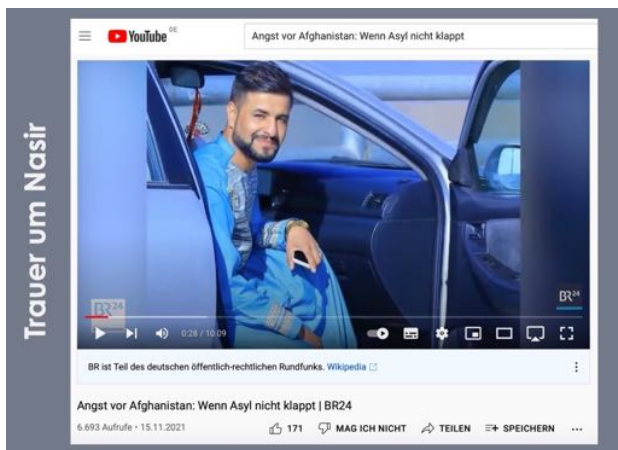 Trauer um Nasir
YouTube DE
Angst vor Afghanistan: Wenn Asyl nicht klappt
BR24
BR24
0:28 / 10:09
BR ist Teil des deutschen öffentlich-rechtlichen Rundfunks. Wikipedia
Angst vor Afghanistan: Wenn Asyl nicht klappt | BR24
6.693 Aufrufe • 15.11.2021 171 MAG ICH NICHT TEILEN SPEICHERN ...